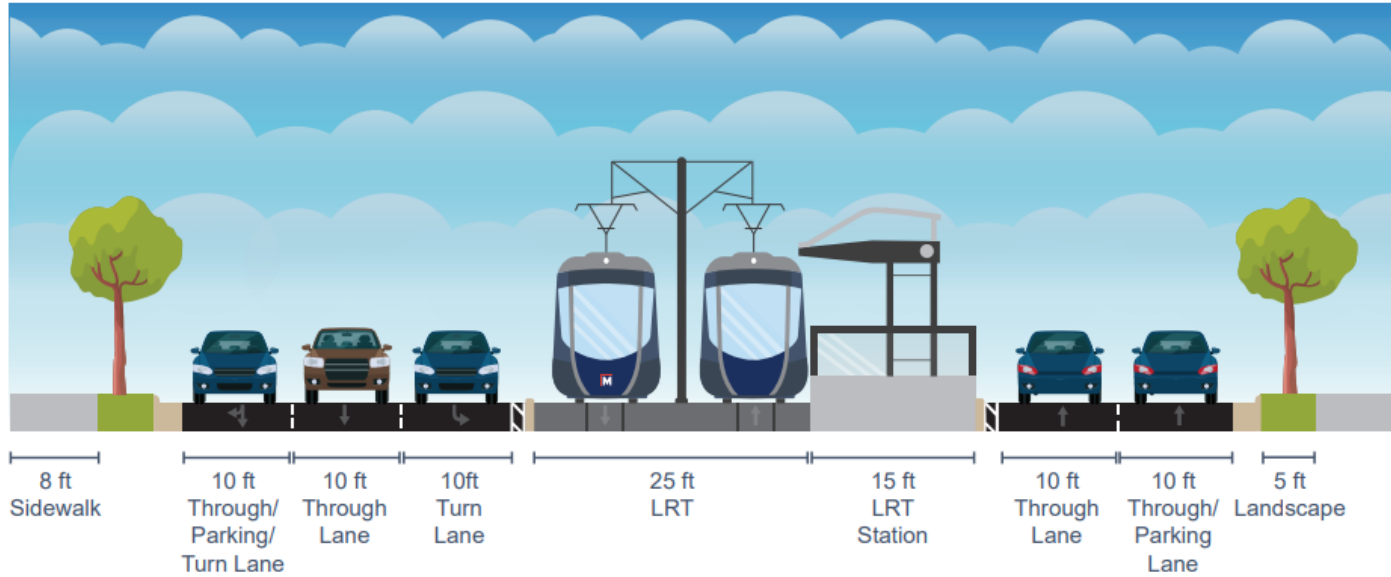 M
8 ft
Sidewalk
10 ft
Through/
Parking/
Turn Lane
10 ft
Through
Lane
10ft
Turn
Lane
25 ft
LRT
15 ft
LRT
Station
10 ft
Through
Lane
10 ft
Through/
Parking
Lane
5 ft
Landscape